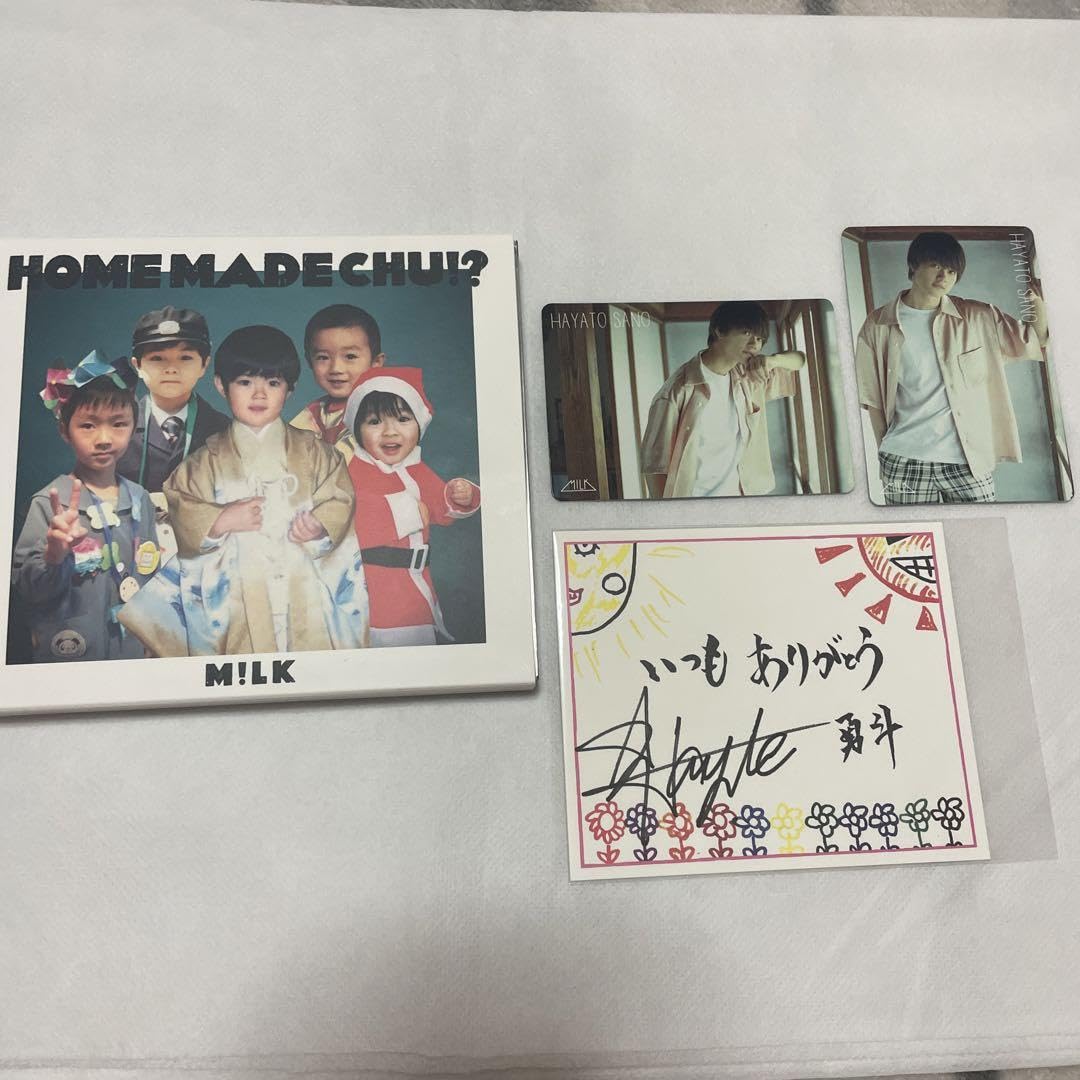 HOME MADE CHU!?
M!LK
HAYATO SANO
M!LK
HAYATO SANO
M!LK
いつも ありがとう
Hayato 勇斗